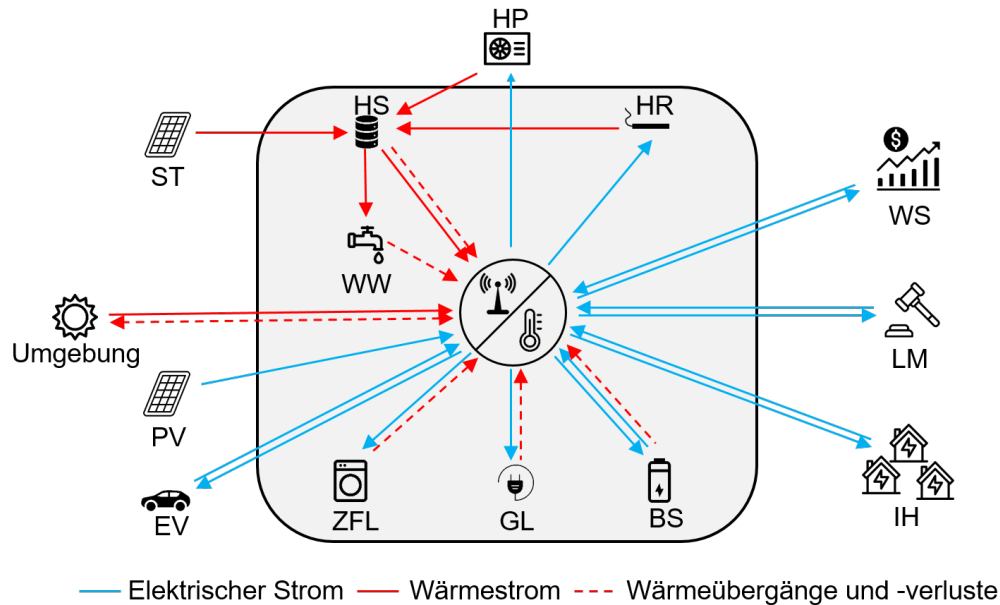 HP
HS
HR
ST
WS
WW
Umgebung
LM
PV
EV
ZFL
GL
BS
IH
Elektrischer Strom
Wärmestrom
Wärmeübergänge und -verluste